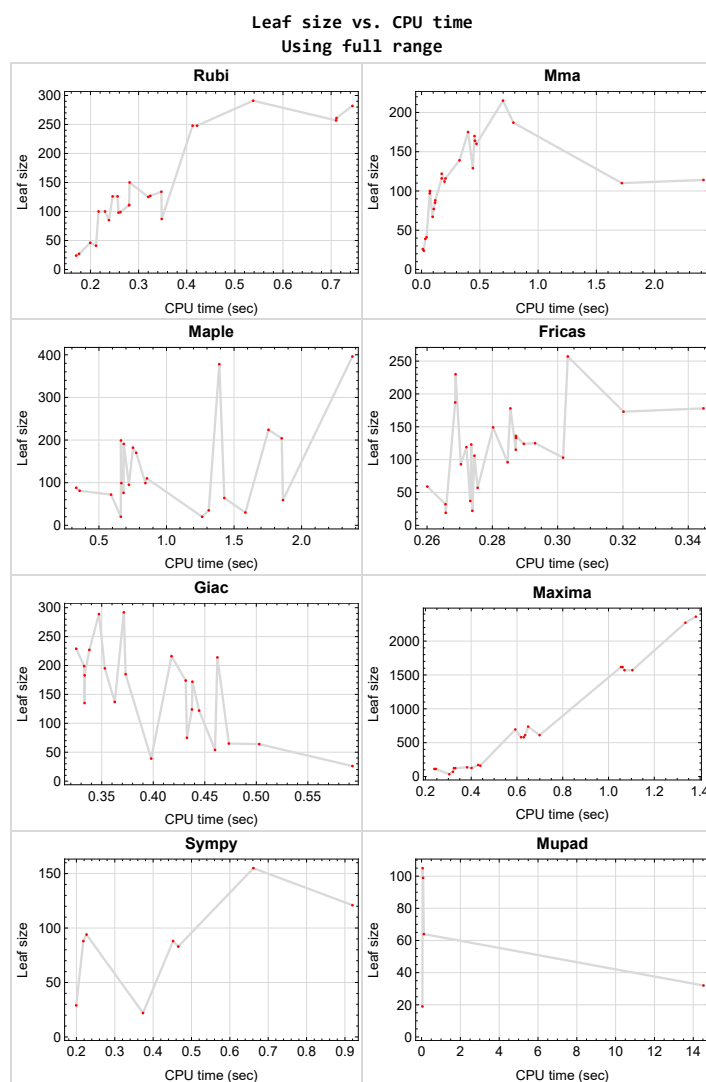 Leaf size vs. CPU time
Using full range
Rubi
Leaf size
300
250
200
150
100
50
0
0.2 0.3 0.4 0.5 0.6 0.7
CPU time (sec)
Mma
Leaf size
200
150
100
50
0
0.0 0.5 1.0 1.5 2.0
CPU time (sec)
Maple
Leaf size
400
300
200
100
0
0.5 1.0 1.5 2.0
CPU time (sec)
Fricas
Leaf size
250
200
150
100
50
0
0.26 0.28 0.30 0.32 0.34
CPU time (sec)
Giac
Leaf size
300
250
200
150
100
50
0
0.35 0.40 0.45 0.50 0.55
CPU time (sec)
Maxima
Leaf size
2000
1500
1000
500
0
0.2 0.4 0.6 0.8 1.0 1.2 1.4
CPU time (sec)
Sympy
Leaf size
150
100
50
0
0.2 0.3 0.4 0.5 0.6 0.7 0.8 0.9
CPU time (sec)
Mupad
Leaf size
100
80
60
40
20
0
0 2 4 6 8 10 12 14
CPU time (sec)